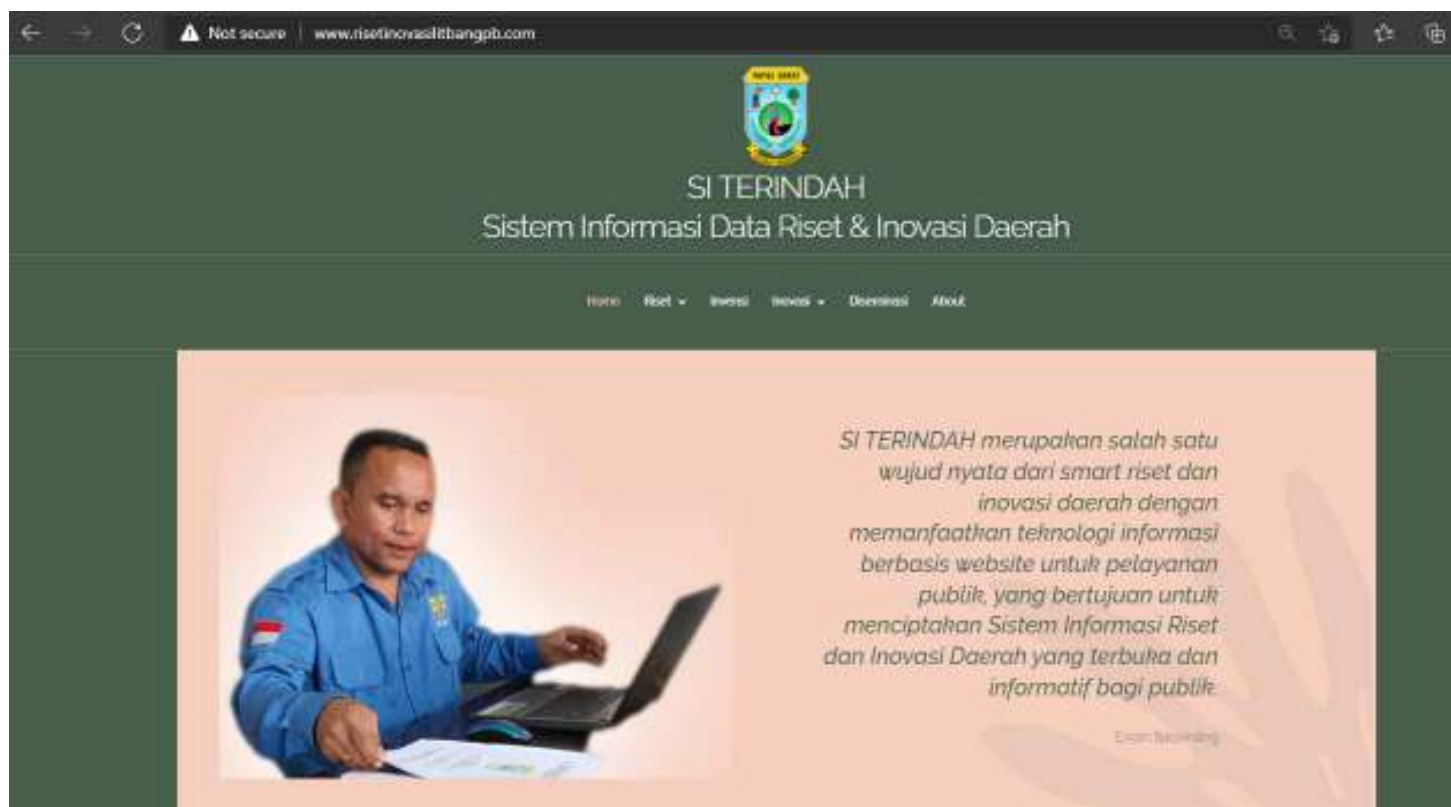 Not secure www.risetinovasilitbangpb.com
SI TERINDAH
Sistem Informasi Data Riset & Inovasi Daerah
Home Riset Invensi Inovasi Diseminasi About
SI TERINDAH merupakan salah satu
wujud nyata dari smart riset dan
inovasi daerah dengan
memanfaatkan teknologi informasi
berbasis website untuk pelayanan
publik, yang bertujuan untuk
menciptakan Sistem Informasi Riset
dan Inovasi Daerah yang terbuka dan
informatif bagi publik.